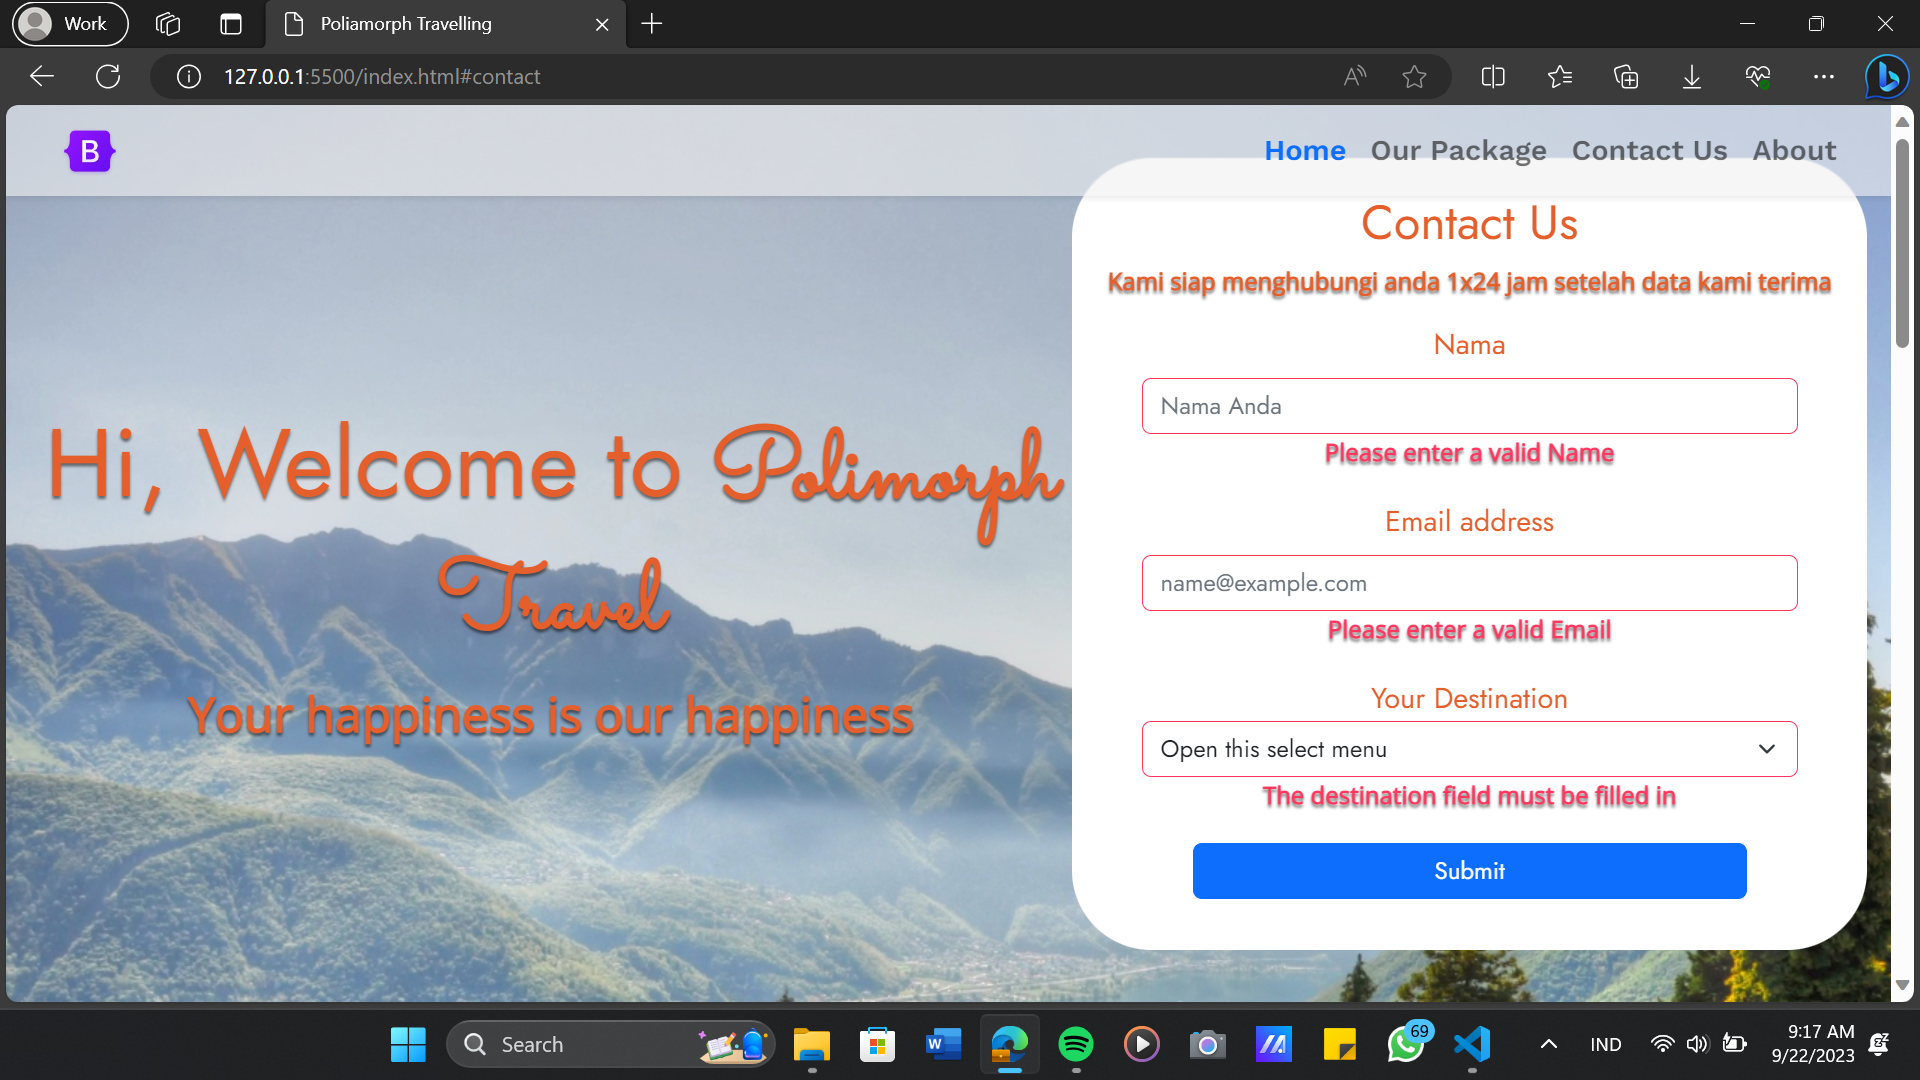 Work
Poliamorph Travelling
127.0.0.1:5500/index.html#contact
B
Home Our Package Contact Us About
Contact Us
Kami siap menghubungi anda 1x24 jam setelah data kami terima
Nama
Nama Anda
Please enter a valid Name
Email address
name@example.com
Please enter a valid Email
Your Destination
Open this select menu
The destination field must be filled in
Submit
Hi, Welcome to Polimorph
Travel
Your happiness is our happiness
Search
W
69
IND
9:17 AM
9/22/2023